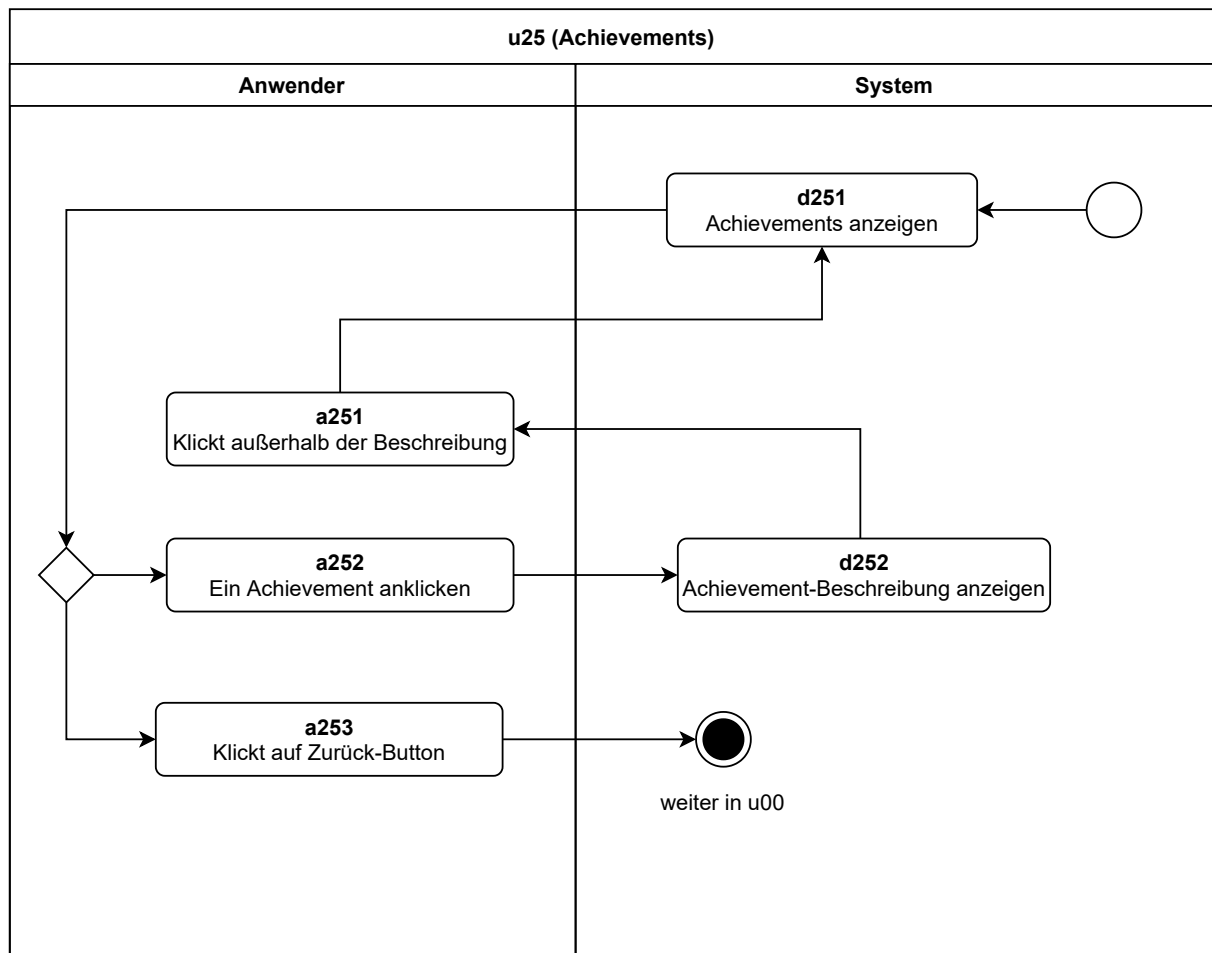 u25 (Achievements)
Anwender
System
d251
Achievements anzeigen
a251
Klickt außerhalb der Beschreibung
a252
Ein Achievement anklicken
d252
Achievement-Beschreibung anzeigen
a253
Klickt auf Zurück-Button
weiter in u00